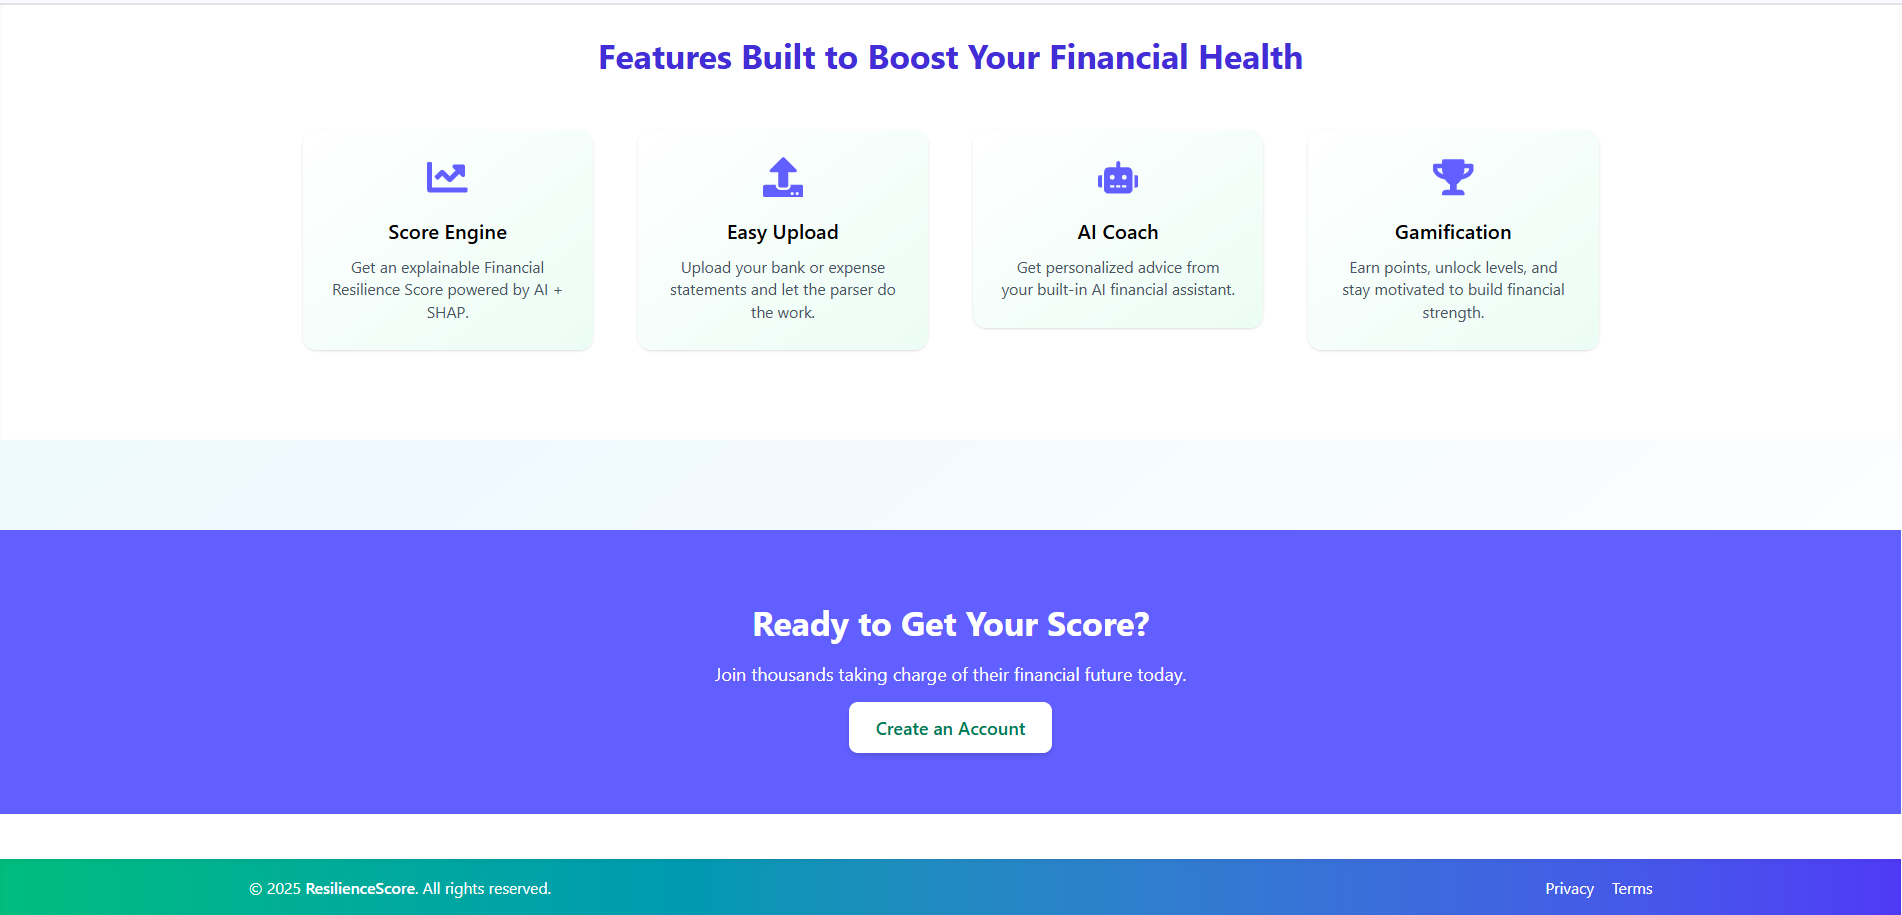 Features Built to Boost Your Financial Health
Score Engine
Get an explainable Financial
Resilience Score powered by AI +
SHAP.
Easy Upload
Upload your bank or expense
statements and let the parser do
the work.
AI Coach
Get personalized advice from
your built-in AI financial assistant.
Gamification
Earn points, unlock levels, and
stay motivated to build financial
strength.
Ready to Get Your Score?
Join thousands taking charge of their financial future today.
Create an Account
© 2025 ResilienceScore. All rights reserved.
Privacy Terms